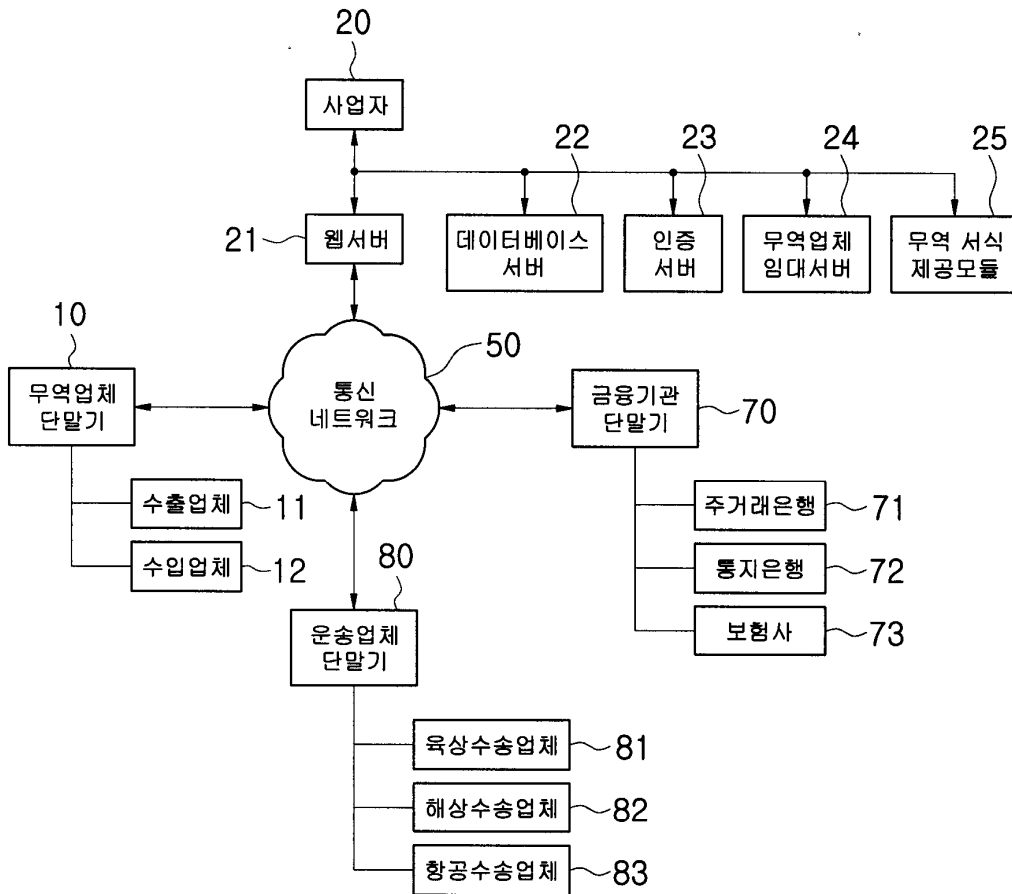 20
사업자
22
23
24
25
21
웹서버
데이터베이스
서버
인증
서버
무역업체
임대서버
무역 서식
제공모듈
10
50
무역업체
단말기
통신
네트워크
금융기관
단말기
70
수출업체
11
수입업체
12
주거래은행
71
통지은행
72
보험사
73
80
운송업체
단말기
육상수송업체
81
해상수송업체
82
항공수송업체
83